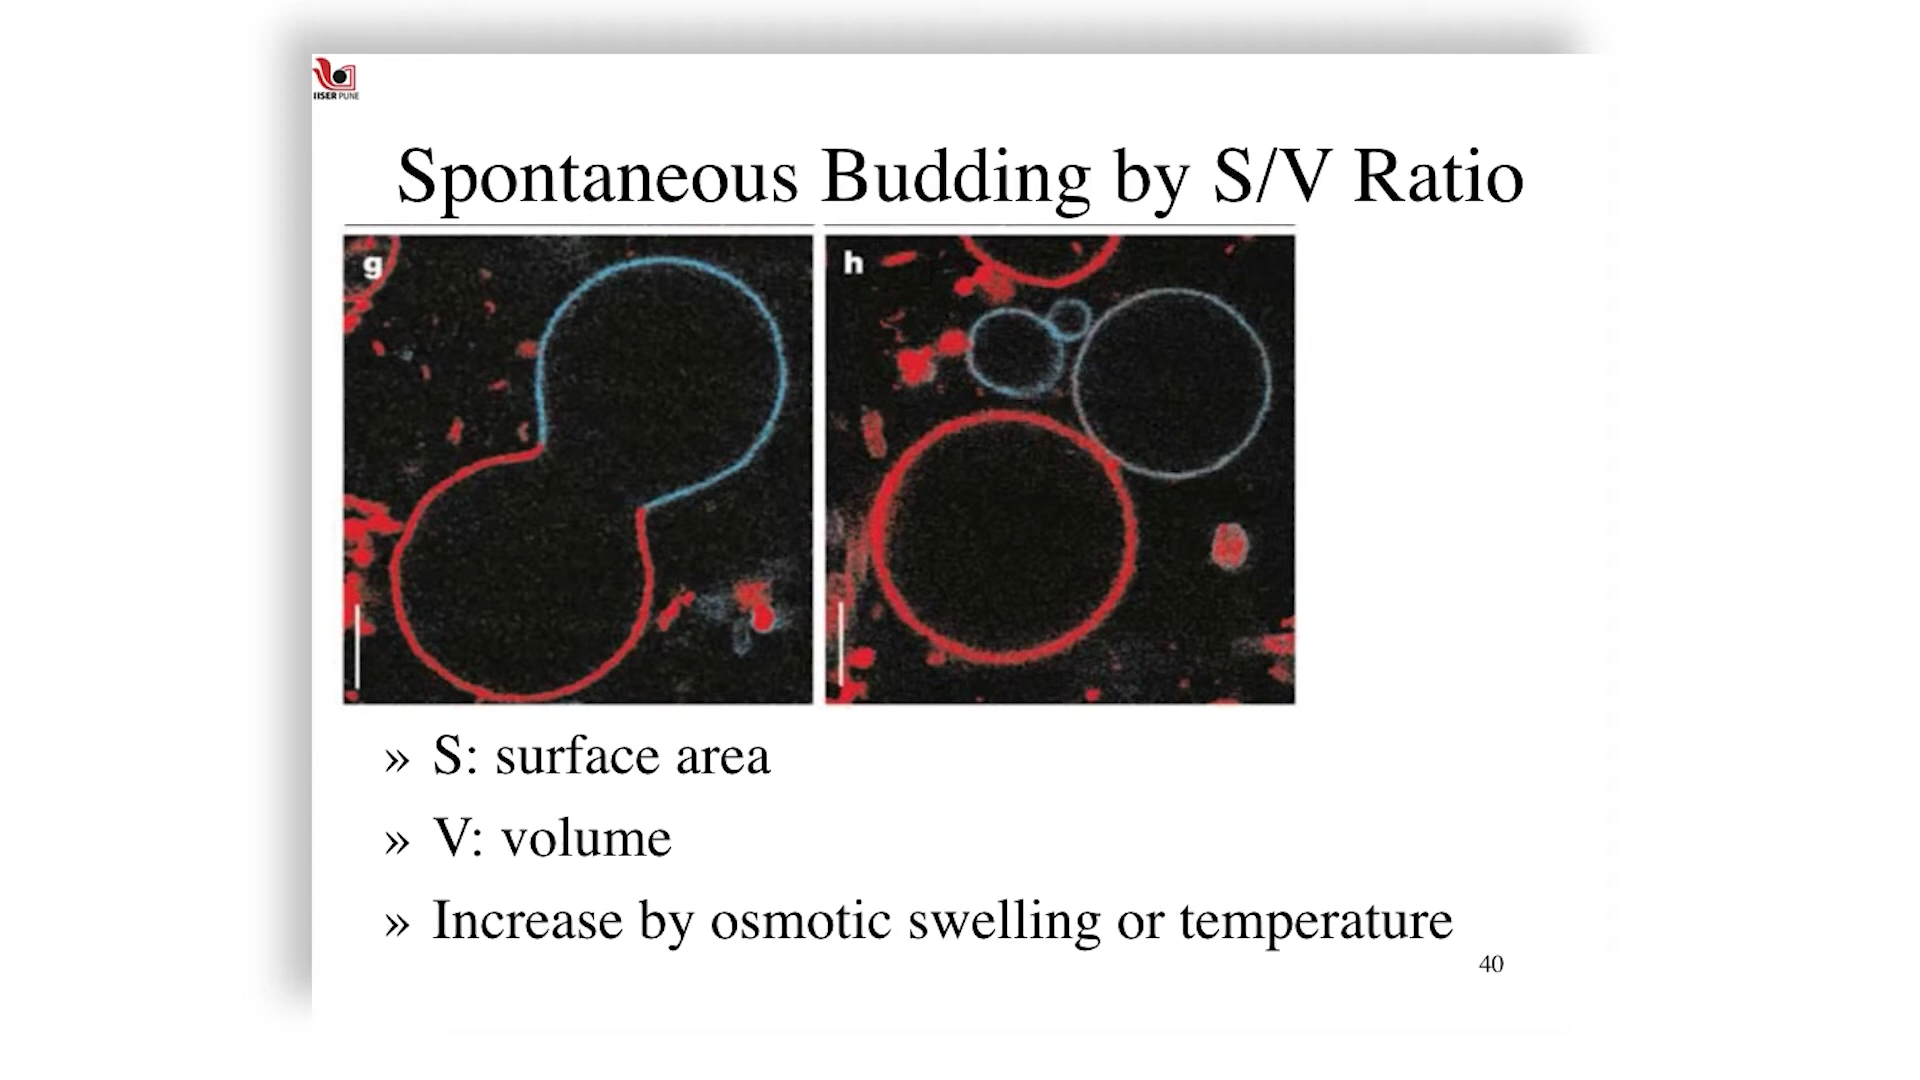 IISER PUNE
Spontaneous Budding by S/V Ratio
g
h
» S: surface area
» V: volume
» Increase by osmotic swelling or temperature
40